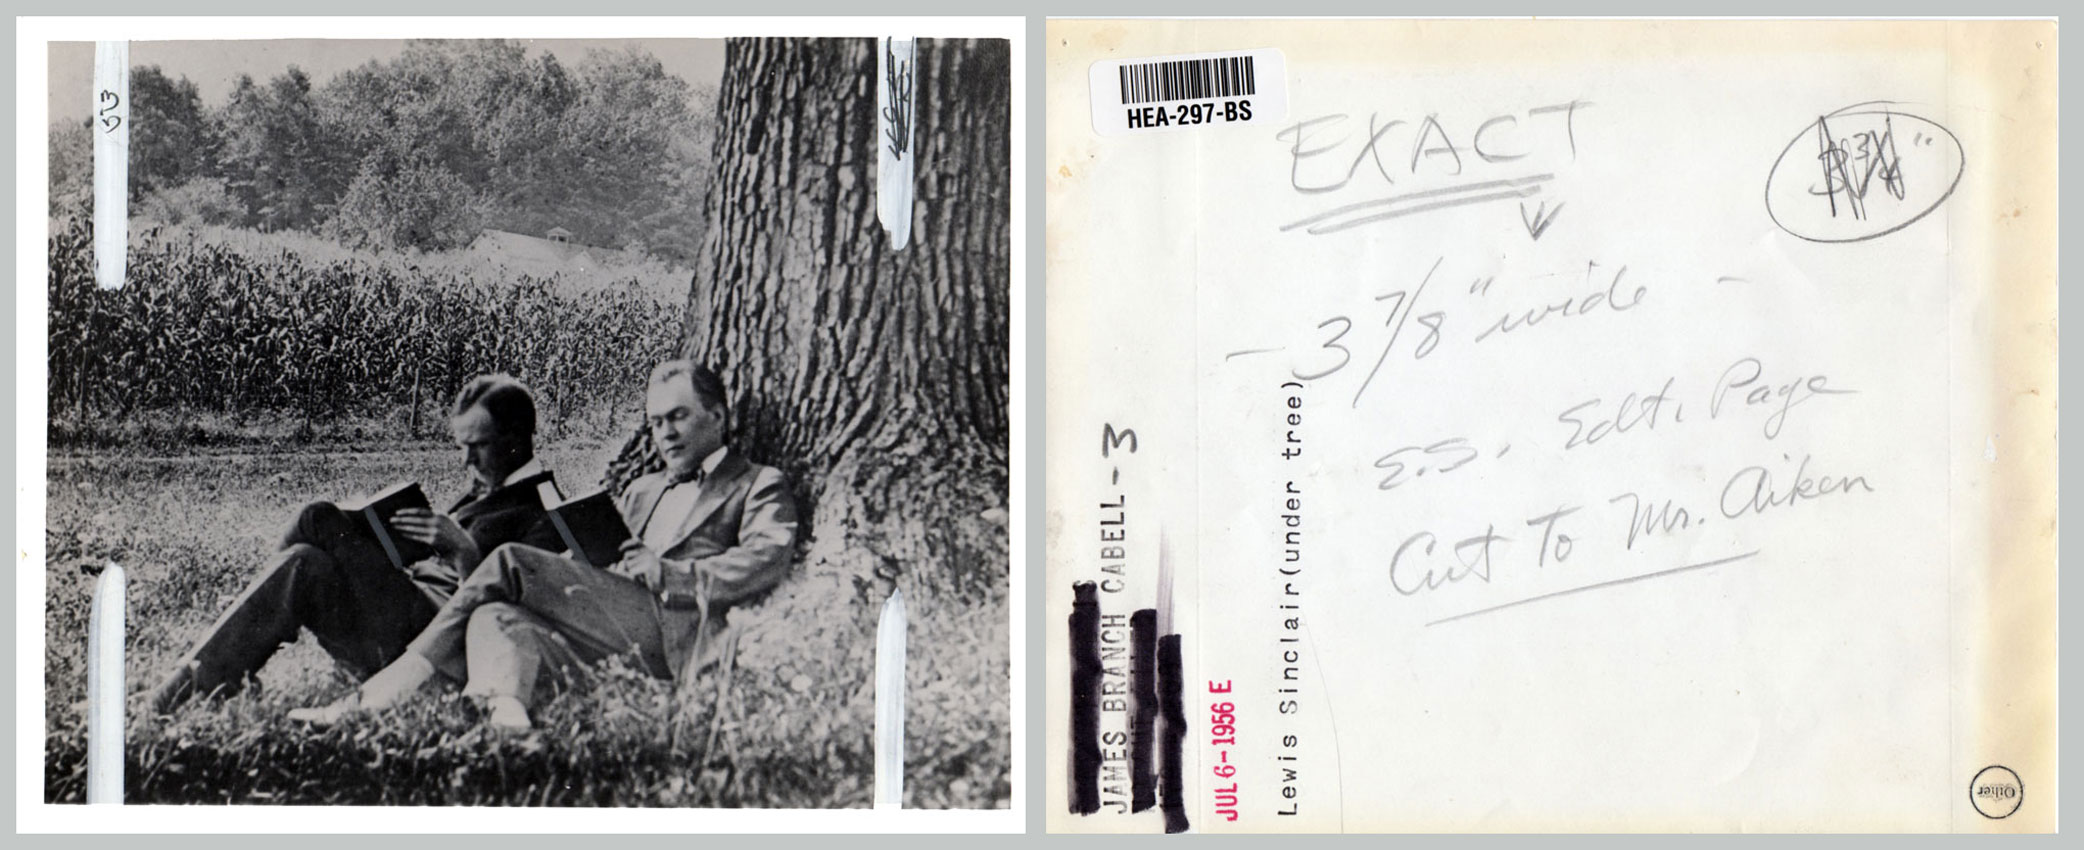 HEA-297-BS
EXACT
- 3 7/8" wide -
E.S. Edt. Page
Cut To Mr. Aiken
JAMES BRANCH CABELL-3
JUL 6-1956 E
Lewis Sinclair(under tree)
Other